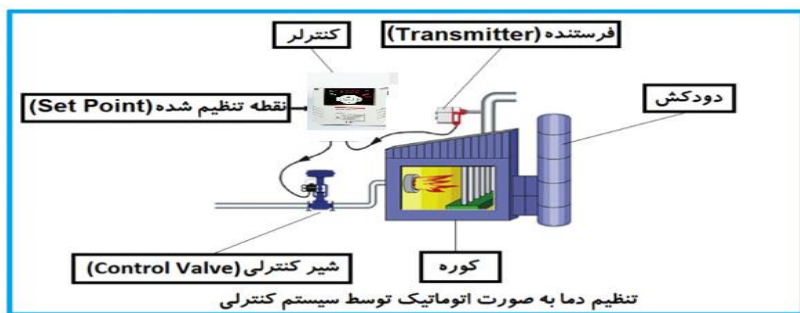 کنترلر
فرستنده (Transmitter)
نقطه تنظیم شده (Set Point)
دودکش
شیر کنترلی (Control Valve)
کوره
تنظیم دما به صورت اتوماتیک توسط سیستم کنترلی